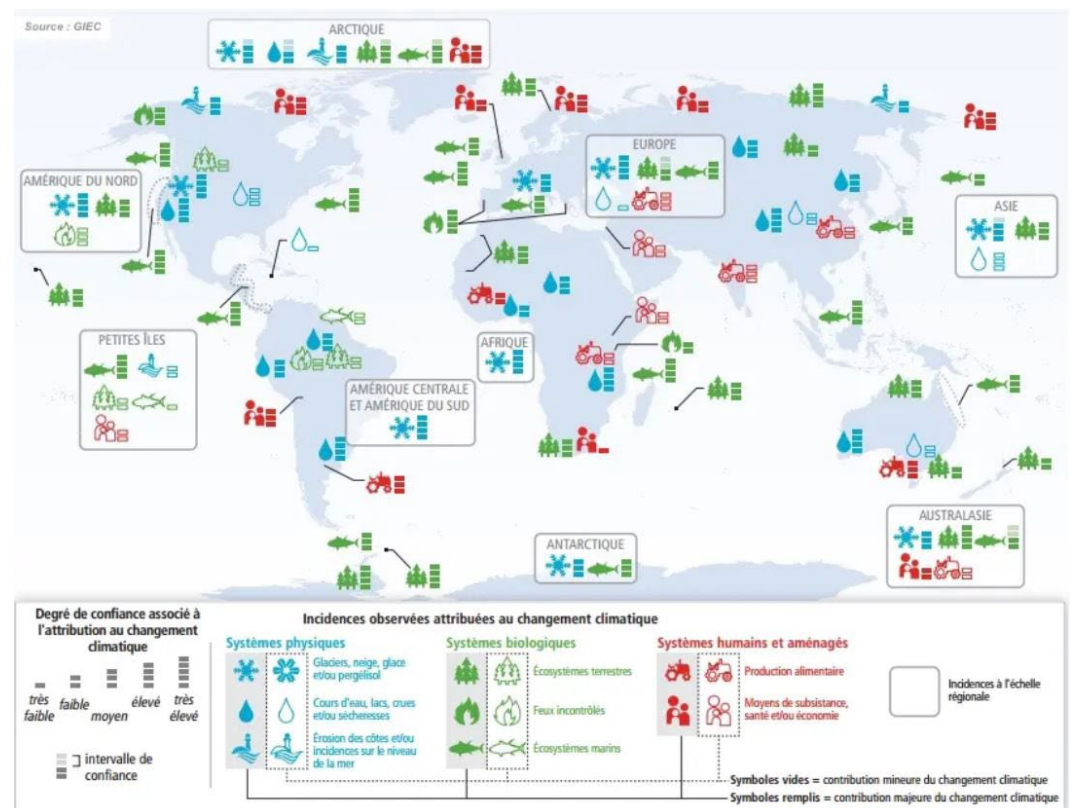 Source : GIEC
ARCTIQUE
EUROPE
AMÉRIQUE DU NORD
ASIE
PETITES ÎLES
AFRIQUE
AMÉRIQUE CENTRALE
ET AMÉRIQUE DU SUD
AUSTRALASIE
ANTARCTIQUE
Degré de confiance associé à
l'attribution au changement
climatique
très
faible
faible
moyen
élevé
très
élevé
intervalle de
confiance
Incidences observées attribuées au changement climatique
Systèmes physiques
Glaciers, neige, glace
et/ou pergélisol
Cours d'eau, lacs, crues
et/ou sécheresses
Érosion des côtes et/ou
incidences sur le niveau
de la mer
Systèmes biologiques
Écosystèmes terrestres
Feux incontrôlés
Écosystèmes marins
Systèmes humains et aménagés
Production alimentaire
Moyens de subsistance,
santé et/ou économie
Incidences à l'échelle
régionale
Symboles vides = contribution mineure du changement climatique
Symboles remplis = contribution majeure du changement climatique